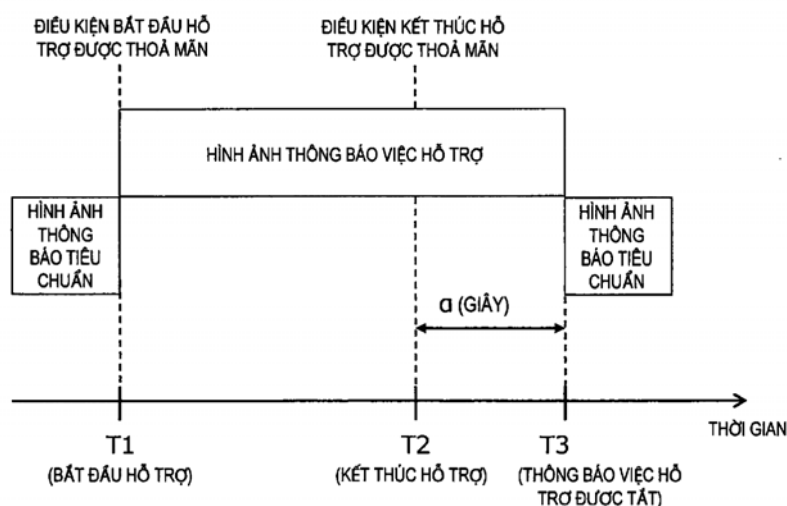 ĐIỀU KIỆN BẮT ĐẦU HỖ
TRỢ ĐƯỢC THOẢ MÃN
ĐIỀU KIỆN KẾT THÚC HỖ
TRỢ ĐƯỢC THOẢ MÃN
HÌNH ẢNH THÔNG BÁO VIỆC HỖ TRỢ
HÌNH ẢNH
THÔNG
BÁO TIÊU
CHUẨN
HÌNH ẢNH
THÔNG
BÁO TIÊU
CHUẨN
α (GIÂY)
THỜI GIAN
T1
(BẮT ĐẦU HỖ TRỢ)
T2
(KẾT THÚC HỖ TRỢ)
T3
(THÔNG BÁO VIỆC HỖ
TRỢ ĐƯỢC TẮT)